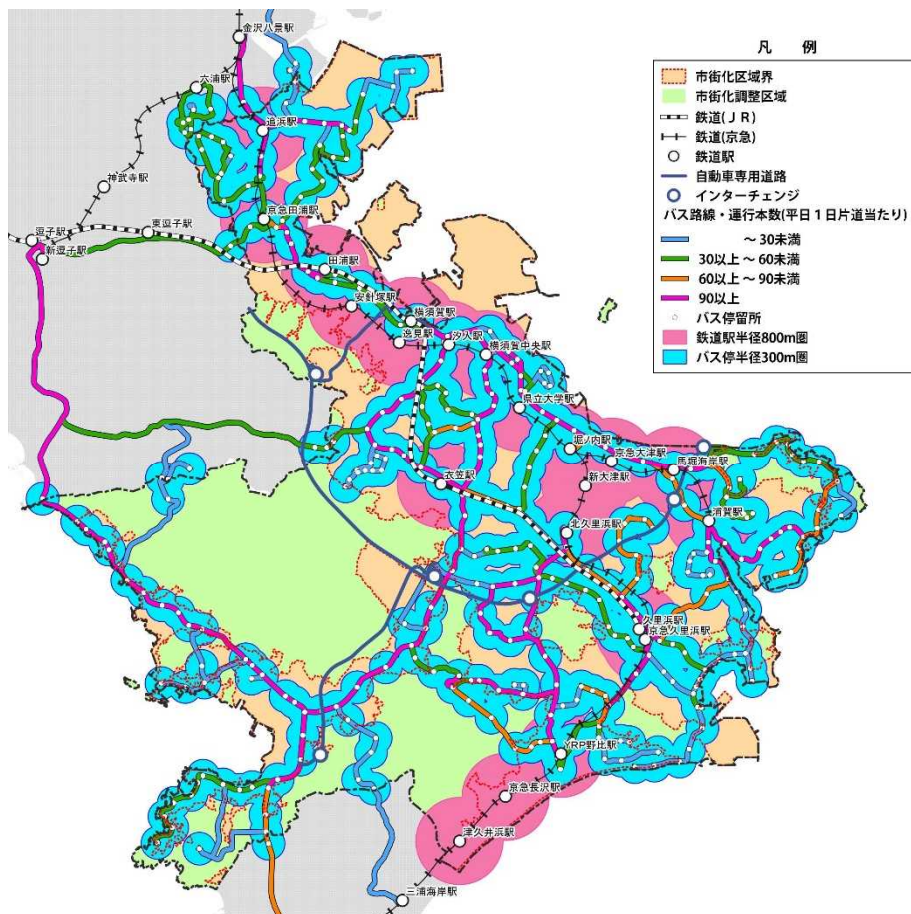 凡 例
市街化区域界
市街化調整区域
鉄道(JR)
鉄道(京急)
鉄道駅
自動車専用道路
インターチェンジ
バス路線・運行本数(平日1日片道当たり)
～30未満
30以上～60未満
60以上～90未満
90以上
バス停留所
鉄道駅半径800m圏
バス停半径300m圏
金沢八景駅
六浦駅
追浜駅
神武寺駅
京急田浦駅
東逗子駅
逗子駅
新逗子駅
田浦駅
安針塚駅
横須賀駅
逸見駅
汐入駅
横須賀中央駅
県立大学駅
堀ノ内駅
京急大津駅
馬堀海岸駅
衣笠駅
新大津駅
浦賀駅
北久里浜駅
久里浜駅
京急久里浜駅
YRP野比駅
京急長沢駅
津久井浜駅
三浦海岸駅